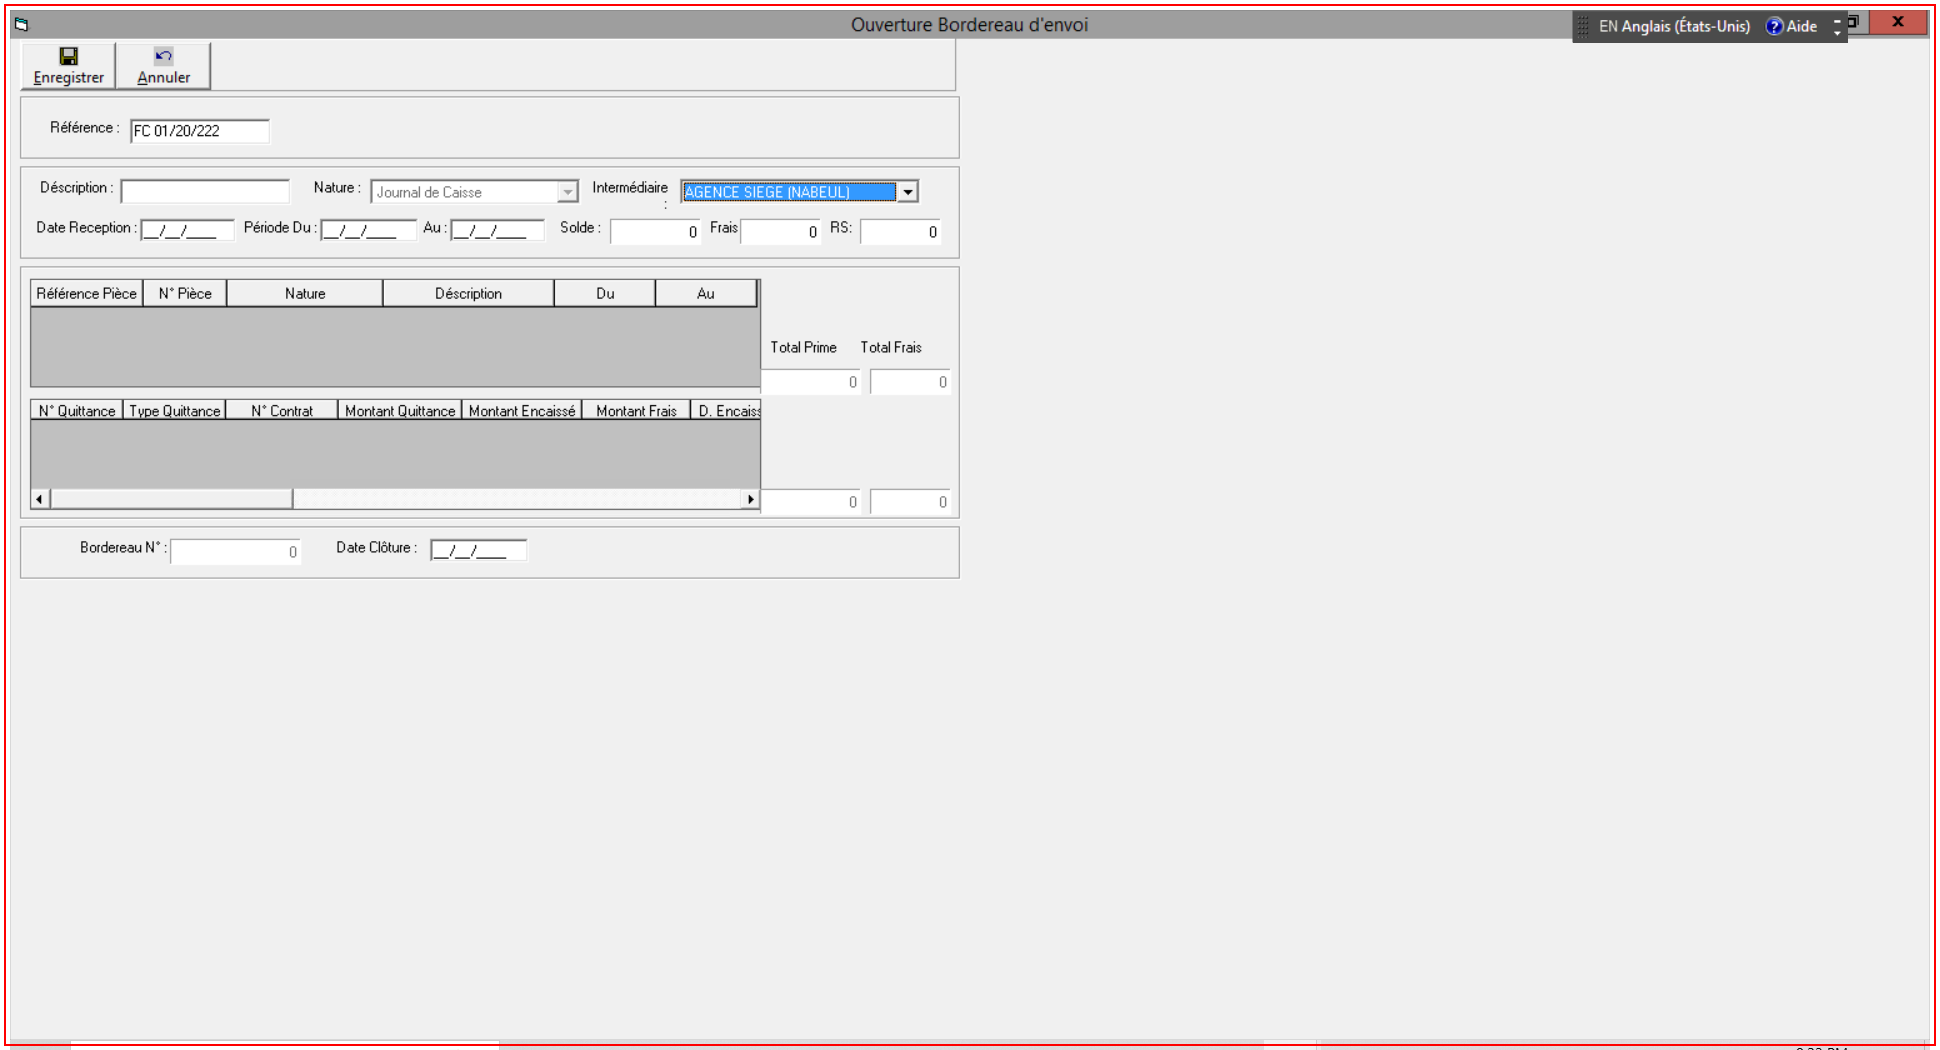 Ouverture Bordereau d'envoi
EN Anglais (États-Unis) ? Aide
x
Enregistrer Annuler
Référence : FC 01/20/222
Déscription : Nature : Journal de Caisse Intermédiaire : AGENCE SIEGE (NABEUL)
Date Reception : __/__/____ Période Du : __/__/____ Au : __/__/____ Solde : 0 Frais 0 RS: 0
Référence Pièce N° Pièce Nature Déscription Du Au
Total Prime Total Frais
0 0
N° Quittance Type Quittance N° Contrat Montant Quittance Montant Encaissé Montant Frais D. Encaiss
0 0
Bordereau N° : 0 Date Clôture : __/__/____